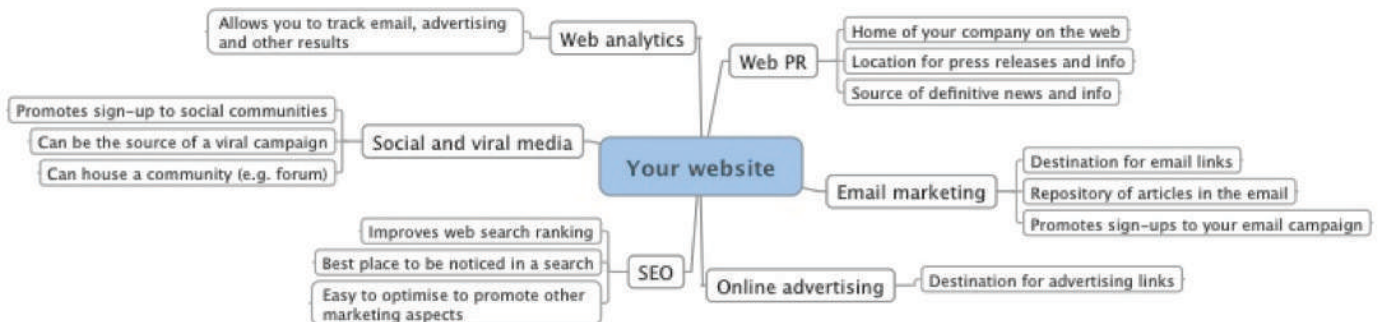 Allows you to track email, advertising
and other results
Web analytics
Web PR
Home of your company on the web
Location for press releases and info
Source of definitive news and info
Promotes sign-up to social communities
Can be the source of a viral campaign
Can house a community (e.g. forum)
Social and viral media
Your website
Email marketing
Destination for email links
Repository of articles in the email
Promotes sign-ups to your email campaign
Improves web search ranking
Best place to be noticed in a search
Easy to optimise to promote other
marketing aspects
SEO
Online advertising
Destination for advertising links